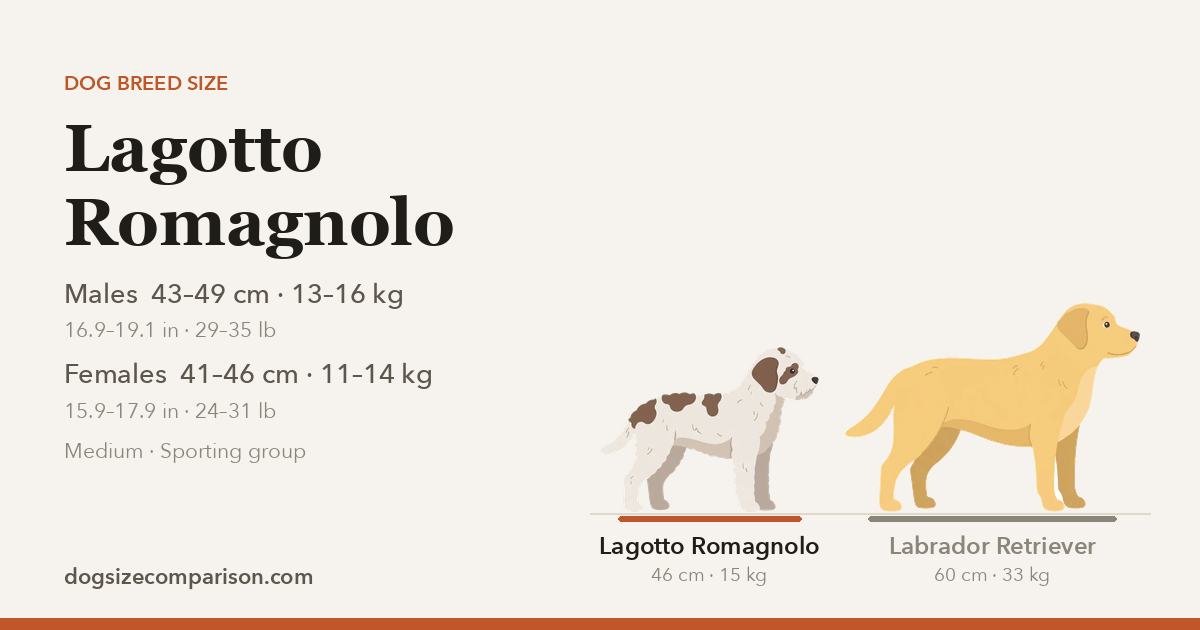 DOG BREED SIZE
Lagotto
Romagnolo
Males 43–49 cm · 13–16 kg
16.9–19.1 in · 29–35 lb
Females 41–46 cm · 11–14 kg
15.9–17.9 in · 24–31 lb
Medium · Sporting group
dogsizecomparison.com
Lagotto Romagnolo
46 cm · 15 kg
Labrador Retriever
60 cm · 33 kg